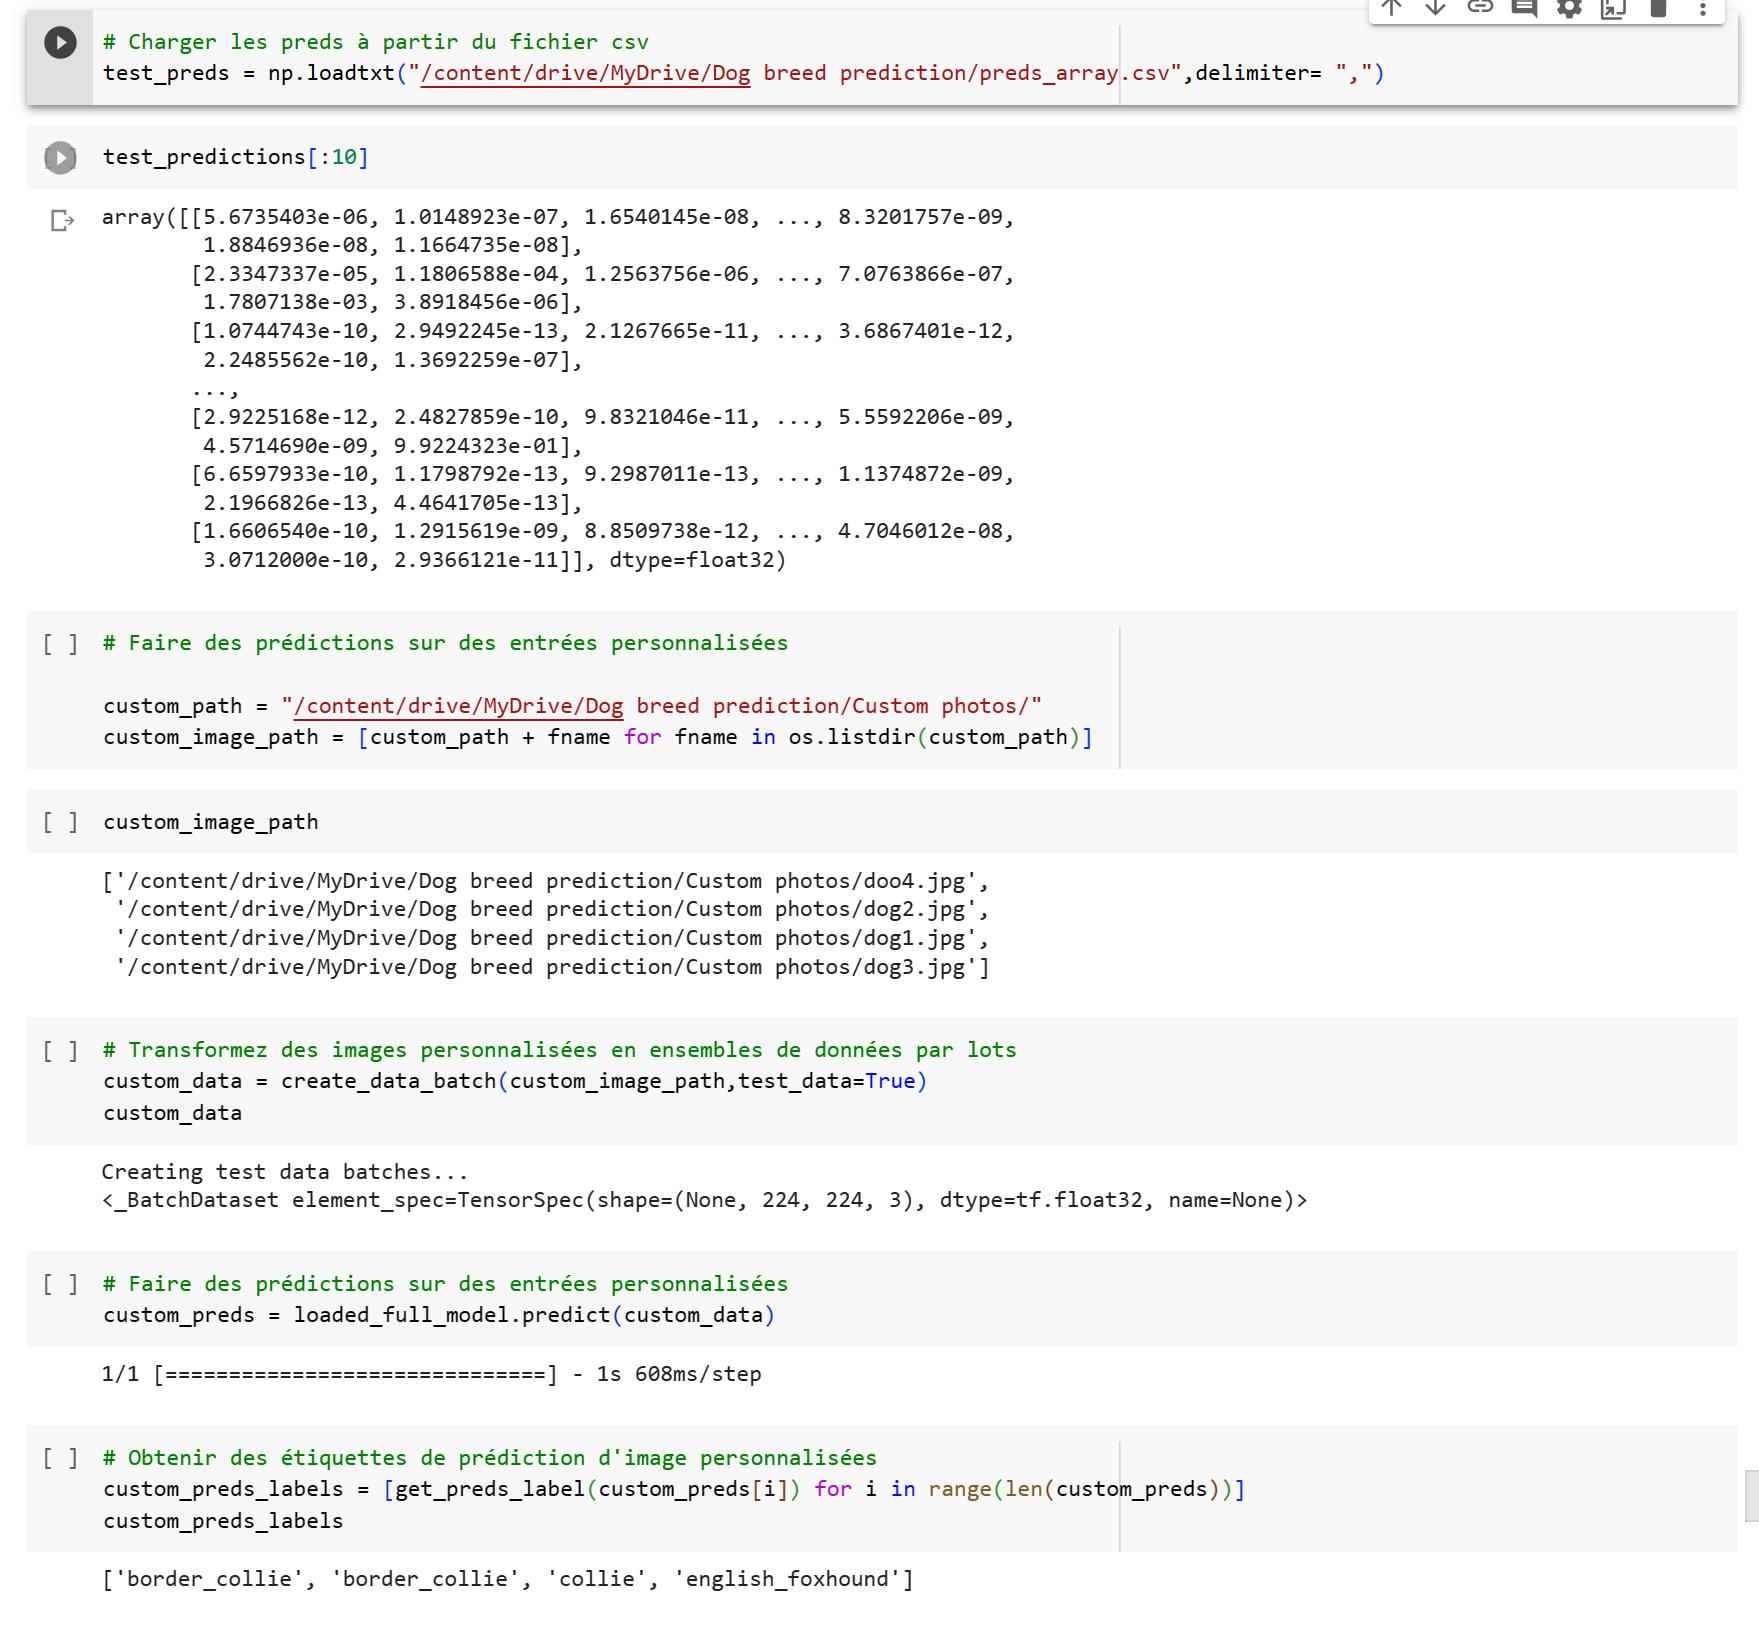 # Charger les preds à partir du fichier csv
test_preds = np.loadtxt("/content/drive/MyDrive/Dog breed prediction/preds_array.csv",delimiter= ",")
test_predictions[:10]
array([[5.6735403e-06, 1.0148923e-07, 1.6540145e-08, ..., 8.3201757e-09,
1.8846936e-08, 1.1664735e-08],
[2.3347337e-05, 1.1806588e-04, 1.2563756e-06, ..., 7.0763866e-07,
1.7807138e-03, 3.8918456e-06],
[1.0744743e-10, 2.9492245e-13, 2.1267665e-11, ..., 3.6867401e-12,
2.2485562e-10, 1.3692259e-07],
...,
[2.9225168e-12, 2.4827859e-10, 9.8321046e-11, ..., 5.5592206e-09,
4.5714690e-09, 9.9224323e-01],
[6.6597933e-10, 1.1798792e-13, 9.2987011e-13, ..., 1.1374872e-09,
2.1966826e-13, 4.4641705e-13],
[1.6606540e-10, 1.2915619e-09, 8.8509738e-12, ..., 4.7046012e-08,
3.0712000e-10, 2.9366121e-11]], dtype=float32)
[ ] # Faire des prédictions sur des entrées personnalisées
custom_path = "/content/drive/MyDrive/Dog breed prediction/Custom photos/"
custom_image_path = [custom_path + fname for fname in os.listdir(custom_path)]
[ ] custom_image_path
['/content/drive/MyDrive/Dog breed prediction/Custom photos/doo4.jpg',
'/content/drive/MyDrive/Dog breed prediction/Custom photos/dog2.jpg',
'/content/drive/MyDrive/Dog breed prediction/Custom photos/dog1.jpg',
'/content/drive/MyDrive/Dog breed prediction/Custom photos/dog3.jpg']
[ ] # Transformez des images personnalisées en ensembles de données par lots
custom_data = create_data_batch(custom_image_path,test_data=True)
custom_data
Creating test data batches...
<_BatchDataset element_spec=TensorSpec(shape=(None, 224, 224, 3), dtype=tf.float32, name=None)>
[ ] # Faire des prédictions sur des entrées personnalisées
custom_preds = loaded_full_model.predict(custom_data)
1/1 [==============================] - 1s 608ms/step
[ ] # Obtenir des étiquettes de prédiction d'image personnalisées
custom_preds_labels = [get_preds_label(custom_preds[i]) for i in range(len(custom_preds))]
custom_preds_labels
['border_collie', 'border_collie', 'collie', 'english_foxhound']